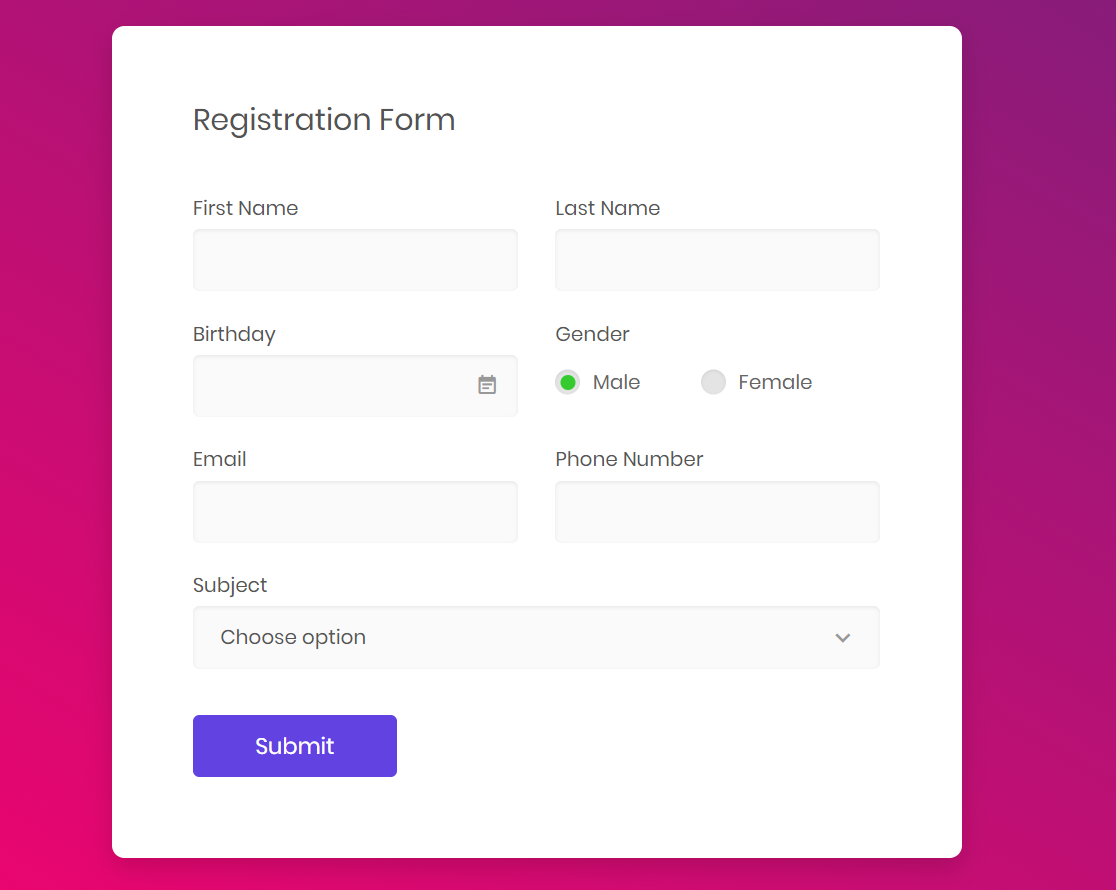 Registration Form
First Name
Last Name
Birthday
Gender
Male
Female
Email
Phone Number
Subject
Choose option
Submit